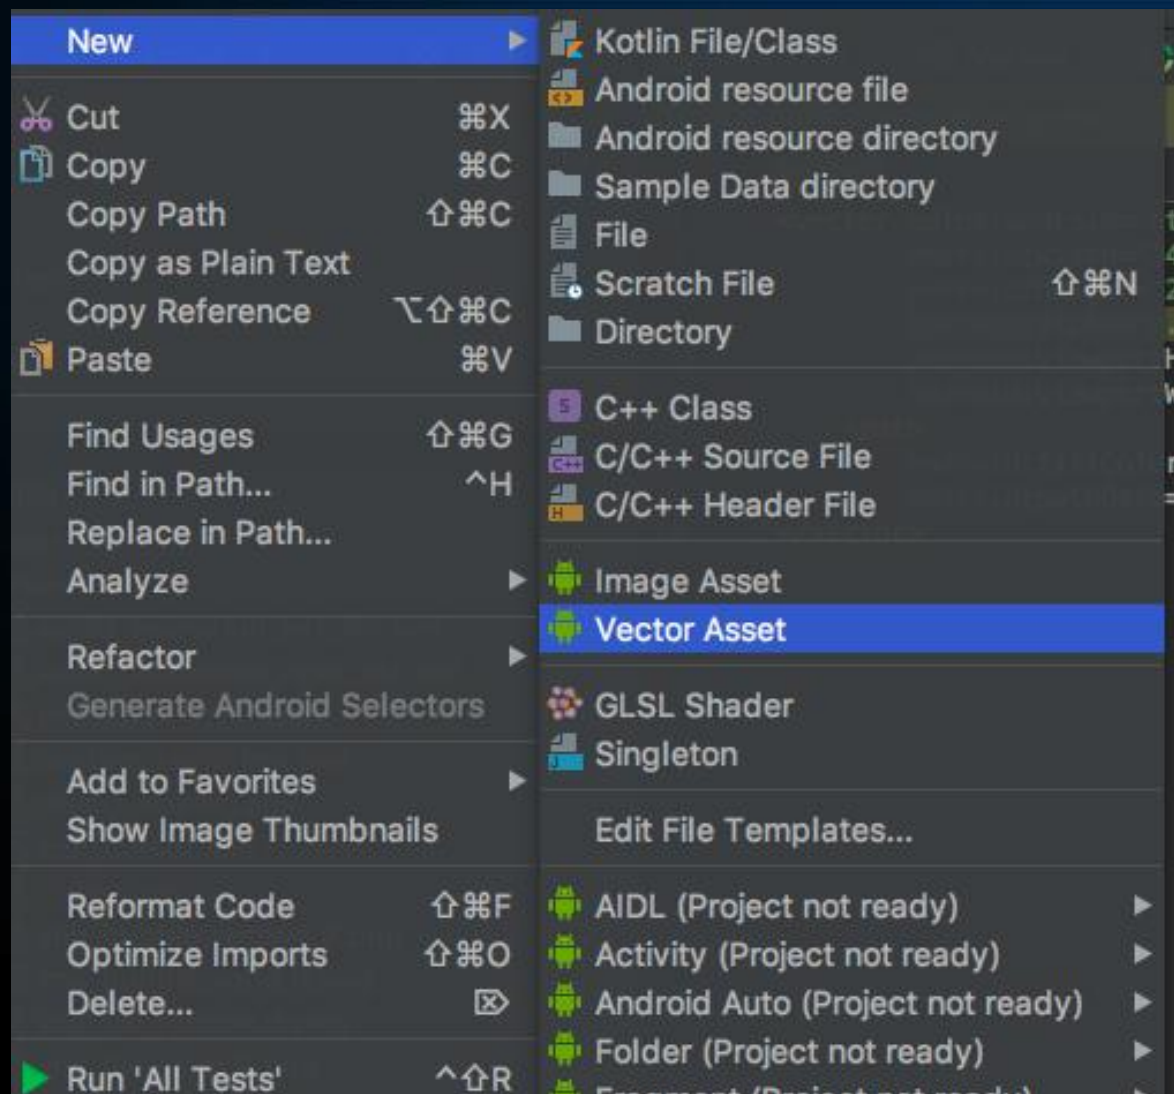 New
Cut ⌘X
Copy ⌘C
Copy Path ⇧⌘C
Copy as Plain Text
Copy Reference ⌥⇧⌘C
Paste ⌘V
Find Usages ⇧⌘G
Find in Path... ^H
Replace in Path...
Analyze
Refactor
Generate Android Selectors
Add to Favorites
Show Image Thumbnails
Reformat Code ⇧⌘F
Optimize Imports ⇧⌘O
Delete... ⌦
Run 'All Tests' ^⇧R
Kotlin File/Class
Android resource file
Android resource directory
Sample Data directory
File
Scratch File ⇧⌘N
Directory
C++ Class
C/C++ Source File
C/C++ Header File
Image Asset
Vector Asset
GLSL Shader
Singleton
Edit File Templates...
AIDL (Project not ready)
Activity (Project not ready)
Android Auto (Project not ready)
Folder (Project not ready)
Fragment (Project not ready)